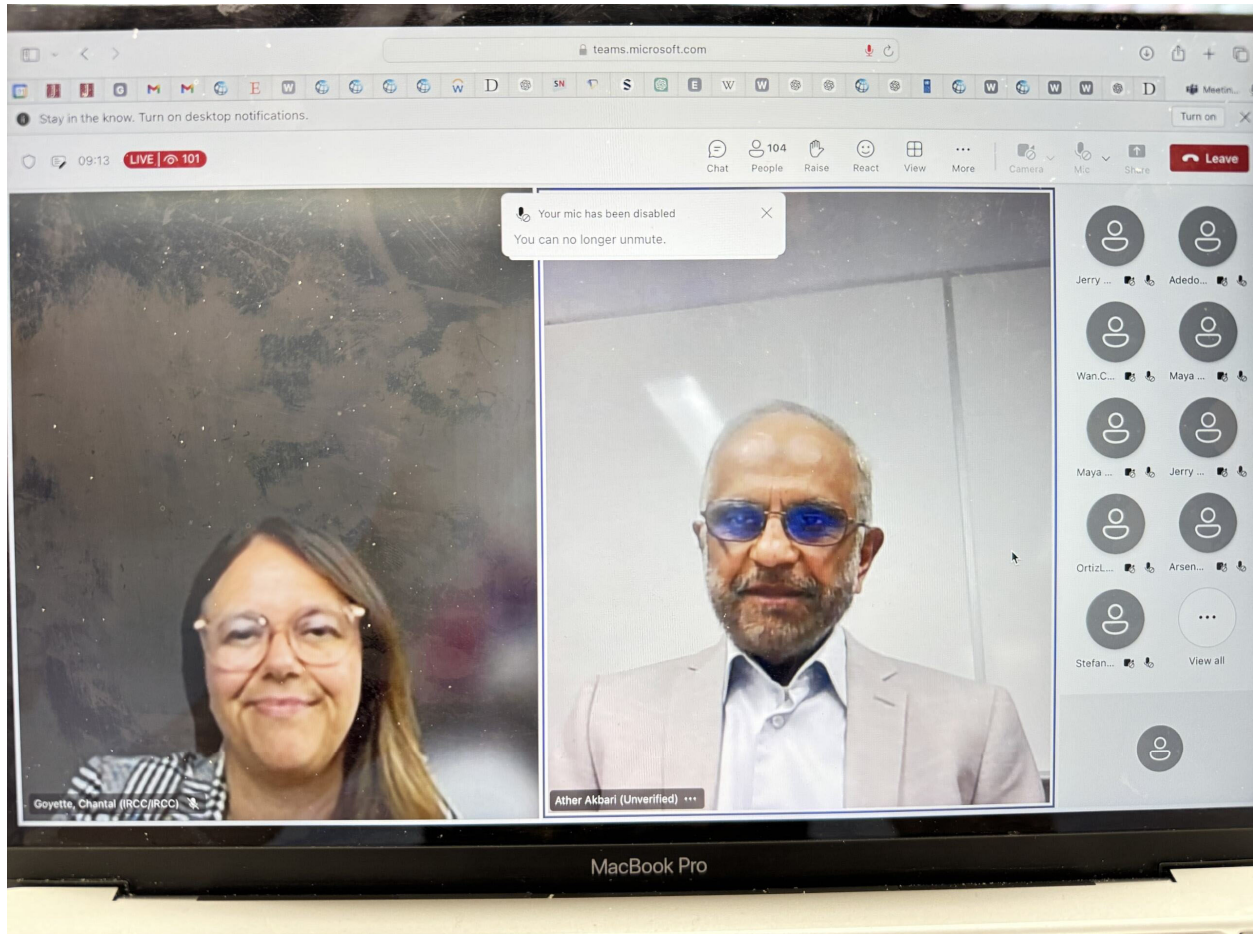 teams.microsoft.com
E W W D SN S E W W W W W D Meetin...
Stay in the know. Turn on desktop notifications.
Turn on
09:13 LIVE 101
104
Chat People Raise React View More Camera Mic Share Leave
Your mic has been disabled
You can no longer unmute.
Jerry ... Adedo...
Wan.C... Maya ...
Maya ... Jerry ...
OrtizL... Arsen...
Stefan... View all
Goyette, Chantal (IRCC/IRCC)
Ather Akbari (Unverified) •••
MacBook Pro